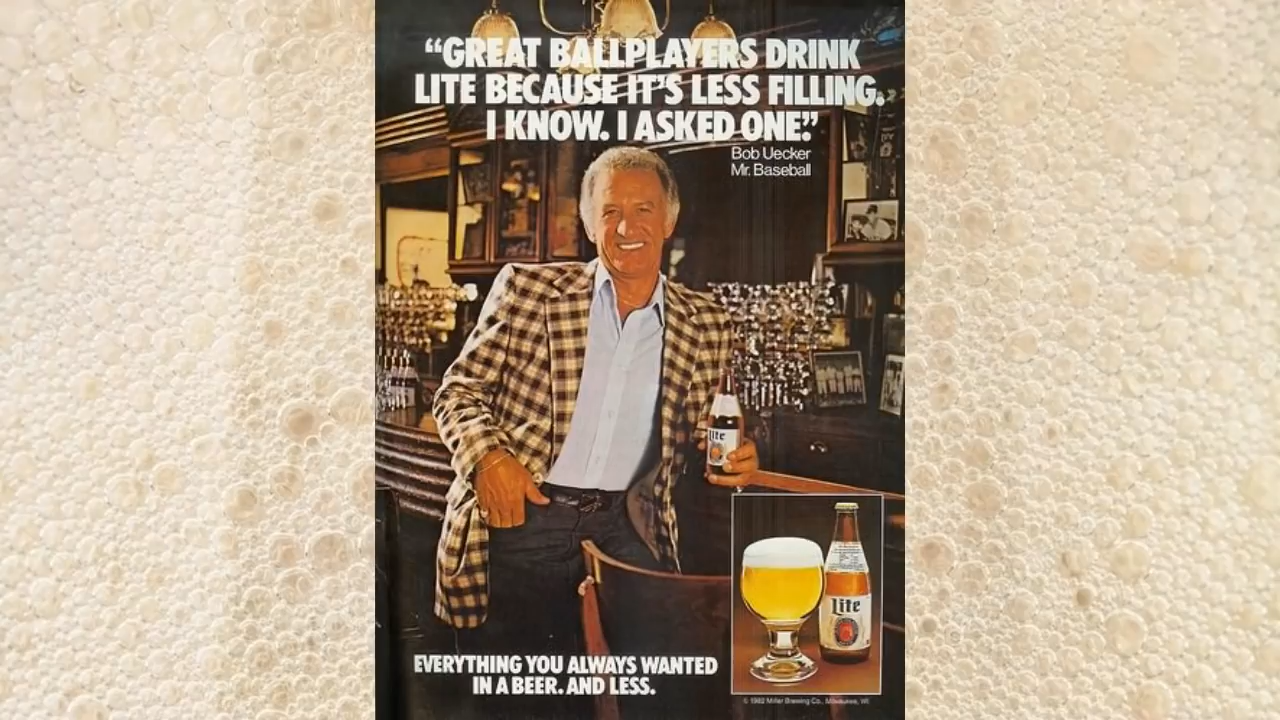 “GREAT BALLPLAYERS DRINK
LITE BECAUSE IT’S LESS FILLING.
I KNOW. I ASKED ONE.”
Bob Uecker
Mr. Baseball
Lite
Lite
EVERYTHING YOU ALWAYS WANTED
IN A BEER. AND LESS.
© 1982 Miller Brewing Co., Milwaukee, WI.